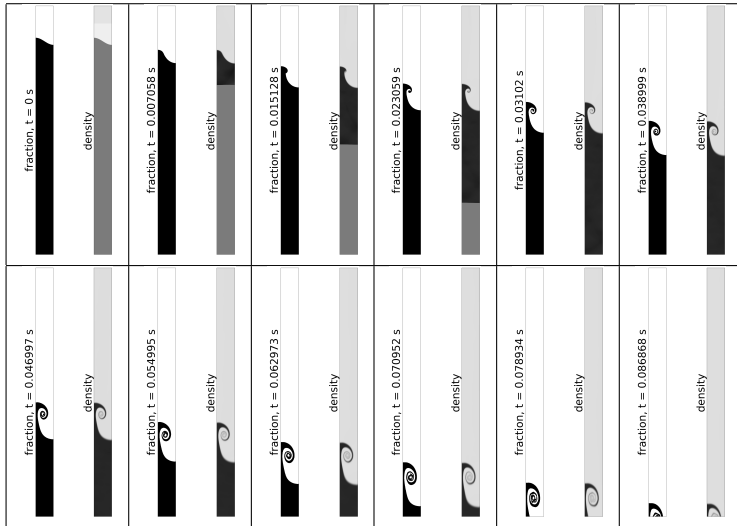 fraction, t = 0 s
density
fraction, t = 0.007058 s
density
fraction, t = 0.015128 s
density
fraction, t = 0.023059 s
density
fraction, t = 0.03102 s
density
fraction, t = 0.038999 s
density
fraction, t = 0.046997 s
density
fraction, t = 0.054995 s
density
fraction, t = 0.062973 s
density
fraction, t = 0.070952 s
density
fraction, t = 0.078934 s
density
fraction, t = 0.086868 s
density